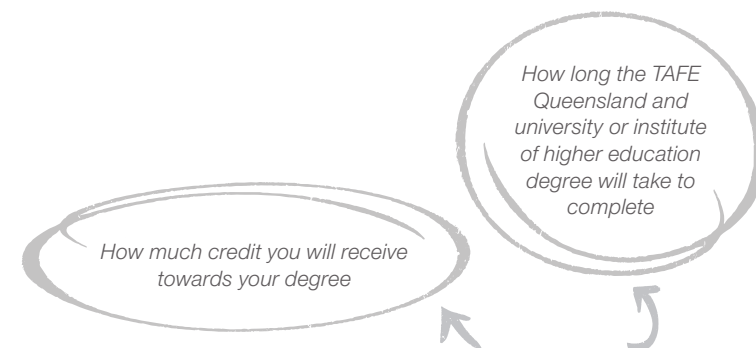 How long the TAFE
Queensland and
university or institute
of higher education
degree will take to
complete
How much credit you will receive
towards your degree